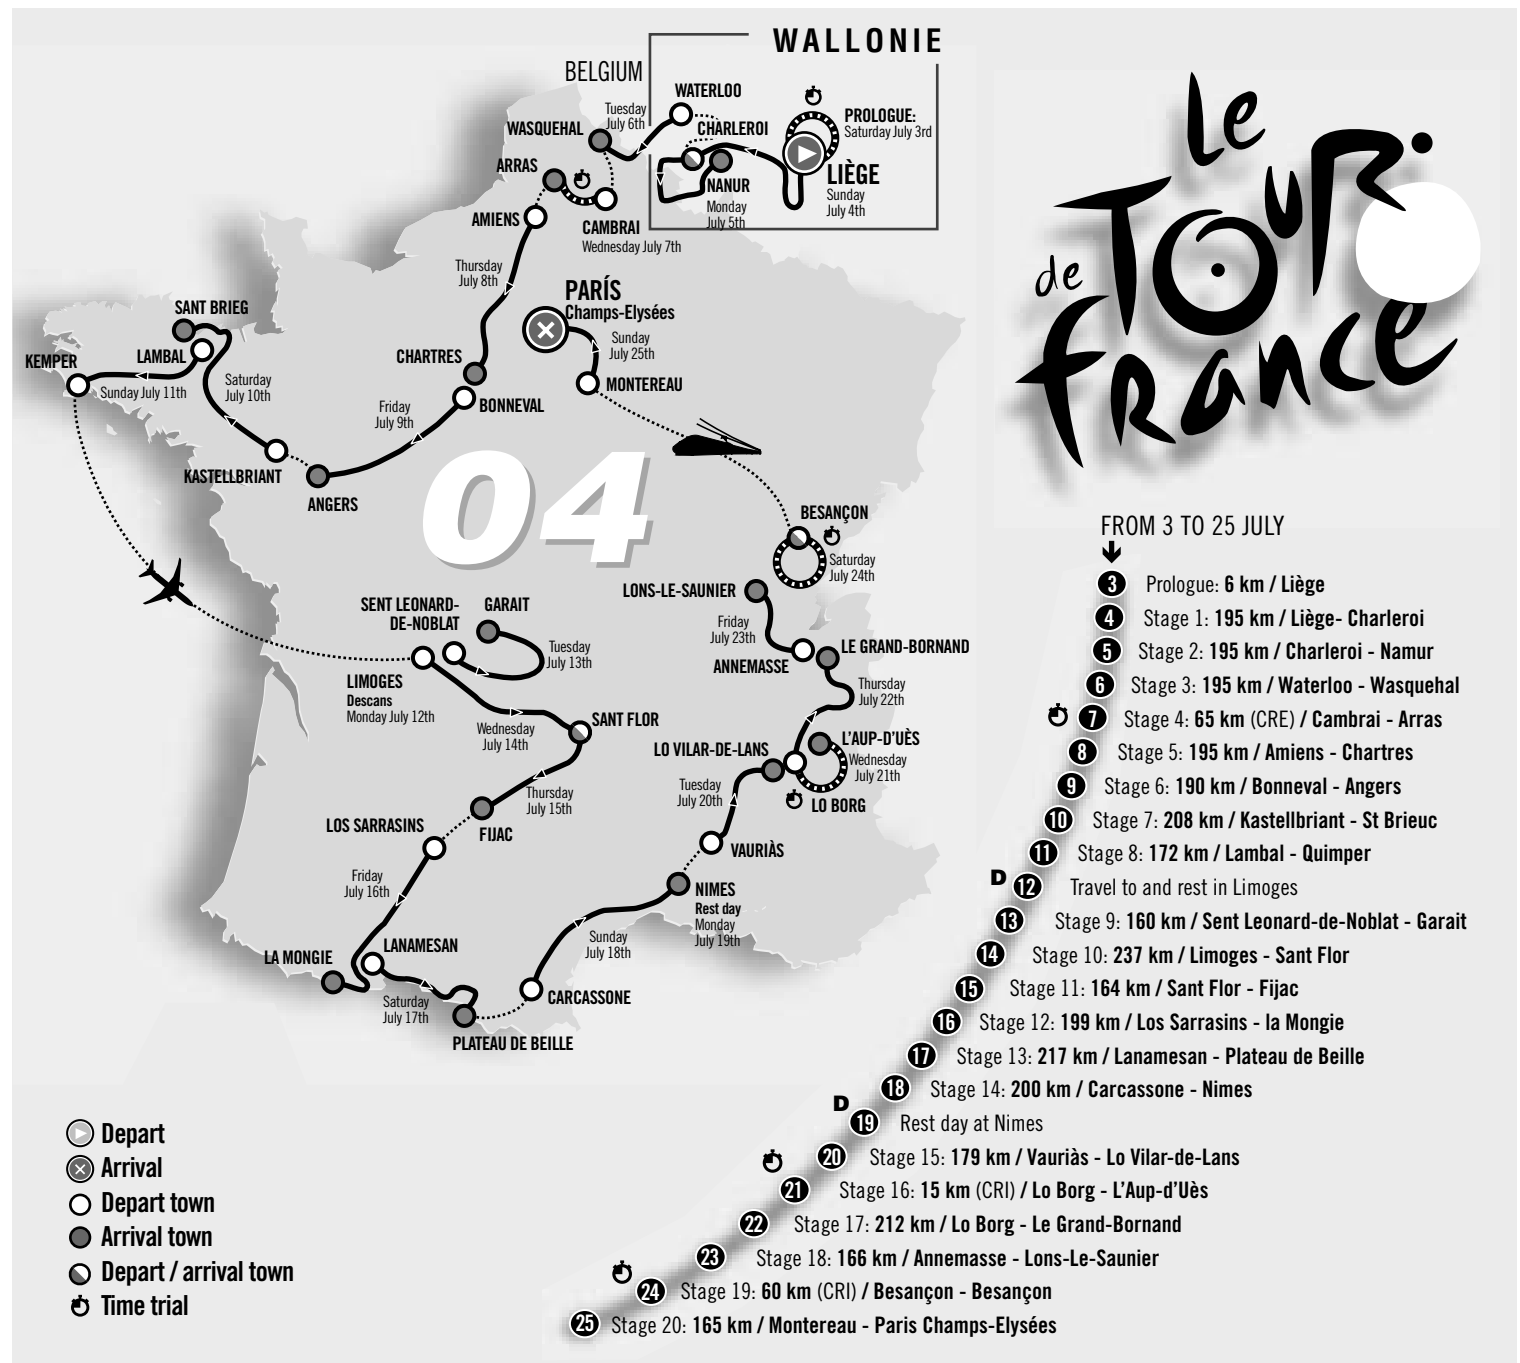 WALLONIE
BELGIUM
WATERLOO
Tuesday
July 6th
CHARLEROI
PROLOGUE:
Saturday July 3rd
WASQUEHAL
LIÈGE
Sunday
July 4th
NANUR
Monday
July 5th
ARRAS
AMIENS
CAMBRAI
Wednesday July 7th
Thursday
July 8th
PARÍS
Champs-Elysées
Sunday
July 25th
MONTEREAU
CHARTRES
BONNEVAL
Friday
July 9th
SANT BRIEG
KEMPER
LAMBAL
Sunday July 11th
Saturday
July 10th
KASTELLBRIANT
ANGERS
04
BESANÇON
Saturday
July 24th
LONS-LE-SAUNIER
Friday
July 23th
ANNEMASSE
LE GRAND-BORNAND
Thursday
July 22th
SENT LEONARD-
DE-NOBLAT
GARAIT
Tuesday
July 13th
LIMOGES
Descans
Monday July 12th
Wednesday
July 14th
SANT FLOR
Thursday
July 15th
LO VILAR-DE-LANS
L'AUP-D'UÈS
Wednesday
July 21th
Tuesday
July 20th
LO BORG
LOS SARRASINS
FIJAC
VAURIÀS
Friday
July 16th
NIMES
Rest day
Monday
July 19th
LA MONGIE
LANAMESAN
Sunday
July 18th
Saturday
July 17th
CARCASSONE
PLATEAU DE BEILLE
Depart
Arrival
Depart town
Arrival town
Depart / arrival town
Time trial
Le
TOUR
de
france
FROM 3 TO 25 JULY
3 Prologue: 6 km / Liège
4 Stage 1: 195 km / Liège- Charleroi
5 Stage 2: 195 km / Charleroi - Namur
6 Stage 3: 195 km / Waterloo - Wasquehal
7 Stage 4: 65 km (CRE) / Cambrai - Arras
8 Stage 5: 195 km / Amiens - Chartres
9 Stage 6: 190 km / Bonneval - Angers
10 Stage 7: 208 km / Kastellbriant - St Brieuc
11 Stage 8: 172 km / Lambal - Quimper
D 12 Travel to and rest in Limoges
13 Stage 9: 160 km / Sent Leonard-de-Noblat - Garait
14 Stage 10: 237 km / Limoges - Sant Flor
15 Stage 11: 164 km / Sant Flor - Fijac
16 Stage 12: 199 km / Los Sarrasins - la Mongie
17 Stage 13: 217 km / Lanamesan - Plateau de Beille
18 Stage 14: 200 km / Carcassone - Nimes
D 19 Rest day at Nimes
20 Stage 15: 179 km / Vauriàs - Lo Vilar-de-Lans
21 Stage 16: 15 km (CRI) / Lo Borg - L'Aup-d'Uès
22 Stage 17: 212 km / Lo Borg - Le Grand-Bornand
23 Stage 18: 166 km / Annemasse - Lons-Le-Saunier
24 Stage 19: 60 km (CRI) / Besançon - Besançon
25 Stage 20: 165 km / Montereau - Paris Champs-Elysées